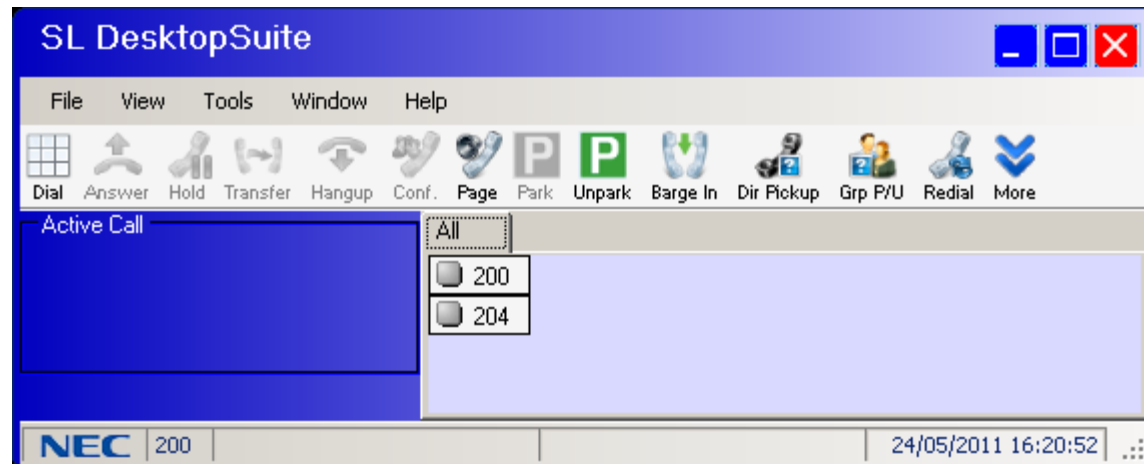 SL DesktopSuite
File View Tools Window Help
Dial Answer Hold Transfer Hangup Conf. Page Park Unpark Barge In Dir Pickup Grp P/U Redial More
Active Call
All
200
204
NEC 200 24/05/2011 16:20:52